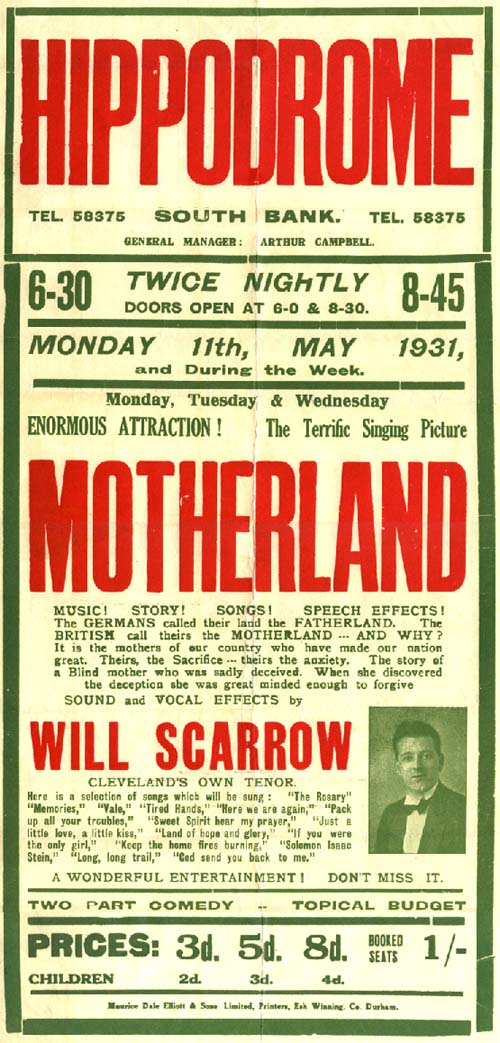 HIPPODROME
TEL. 58375 SOUTH BANK. TEL. 58375
GENERAL MANAGER: ARTHUR CAMPBELL.
6-30 TWICE NIGHTLY 8-45
DOORS OPEN AT 6-0 & 8-30.
MONDAY 11th, MAY 1931,
and During the Week.
Monday, Tuesday & Wednesday
ENORMOUS ATTRACTION! The Terrific Singing Picture
MOTHERLAND
MUSIC! STORY! SONGS! SPEECH EFFECTS!
The GERMANS called their land the FATHERLAND. The
BRITISH call theirs the MOTHERLAND --- AND WHY?
It is the mothers of our country who have made our nation
great. Theirs, the Sacrifice --- theirs the anxiety. The story of
a Blind mother who was sadly deceived. When she discovered
the deception she was great minded enough to forgive
SOUND and VOCAL EFFECTS by
WILL SCARROW
CLEVELAND'S OWN TENOR.
Here is a selection of songs which will be sung: "The Rosary"
"Memories," "Vale," "Tired Hands," "Here we are again," "Pack
up all your troubles," "Sweet Spirit hear my prayer," "Just a
little love, a little kiss," "Land of hope and glory," "If you were
the only girl," "Keep the home fires burning," "Solomon Isaac
Stein," "Long, long trail," "God send you back to me."
A WONDERFUL ENTERTAINMENT! DON'T MISS IT.
TWO PART COMEDY -- TOPICAL BUDGET
PRICES: 3d. 5d. 8d. BOOKED SEATS 1/-
CHILDREN 2d. 3d. 4d.
Maurice Dale Elliott & Sons Limited, Printers, Esh Winning. Co. Durham.